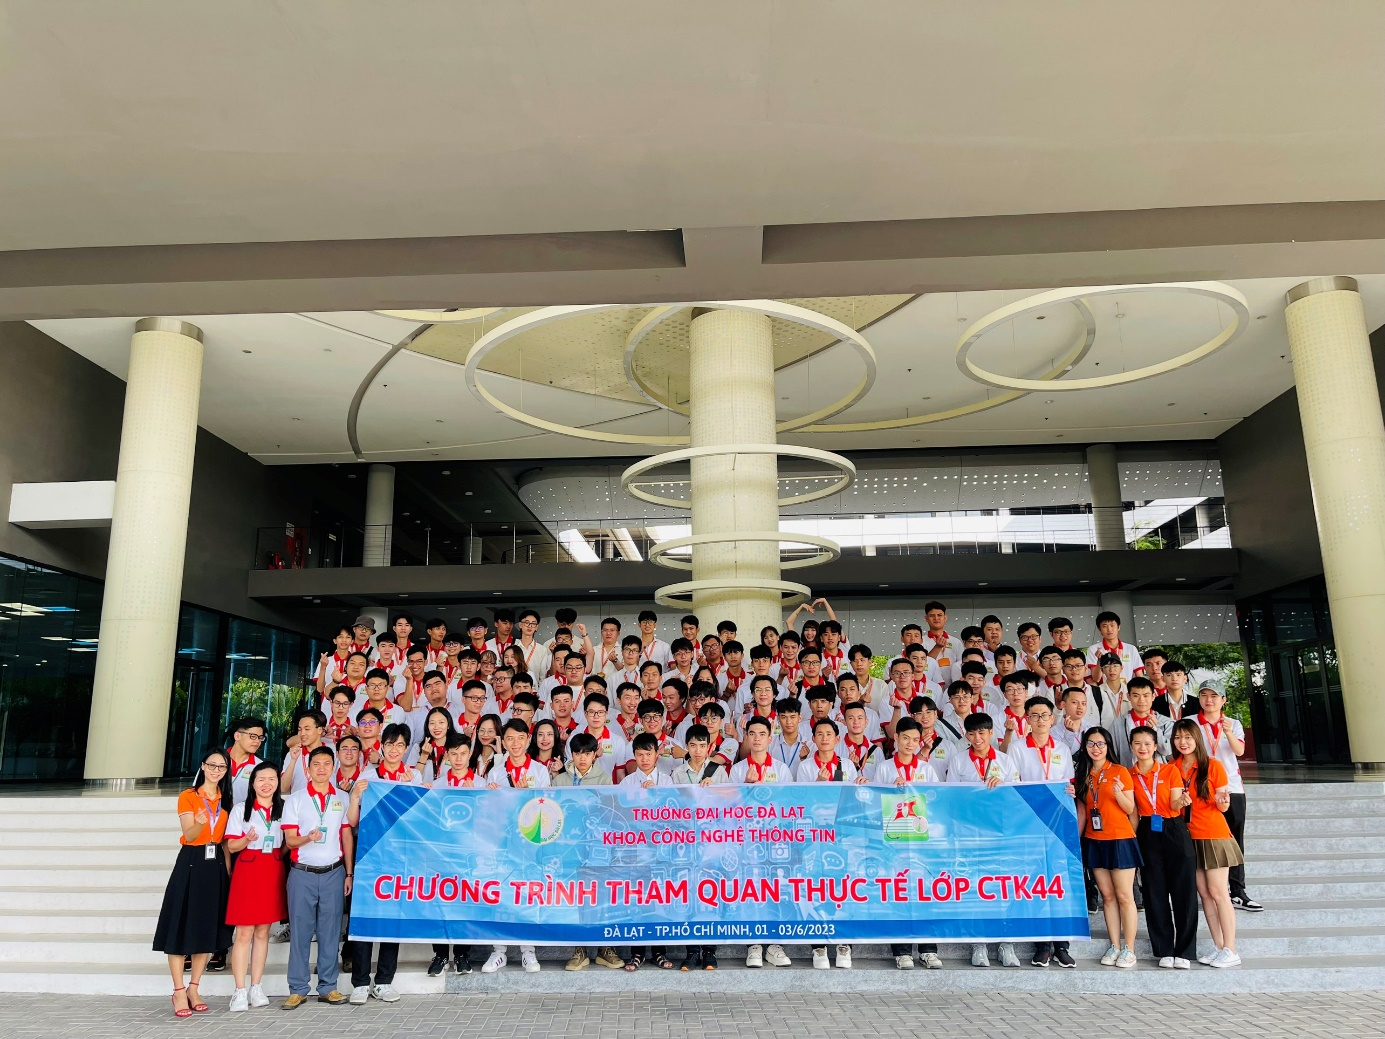 TRƯỜNG ĐẠI HỌC ĐÀ LẠT
KHOA CÔNG NGHỆ THÔNG TIN
CHƯƠNG TRÌNH THAM QUAN THỰC TẾ LỚP CTK44
ĐÀ LẠT - TP.HỒ CHÍ MINH, 01 - 03/6/2023